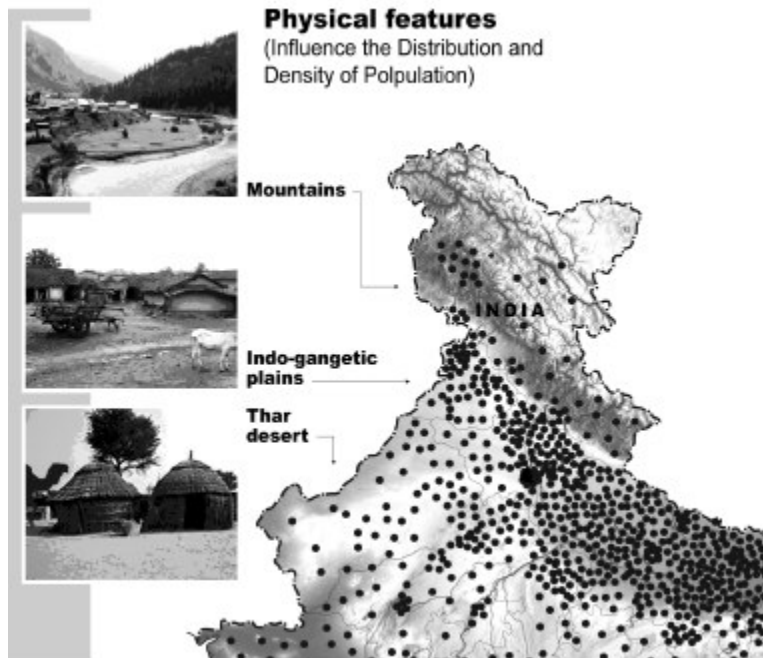 Physical features
(Influence the Distribution and
Density of Polpulation)
Mountains
INDIA
Indo-gangetic
plains
Thar
desert